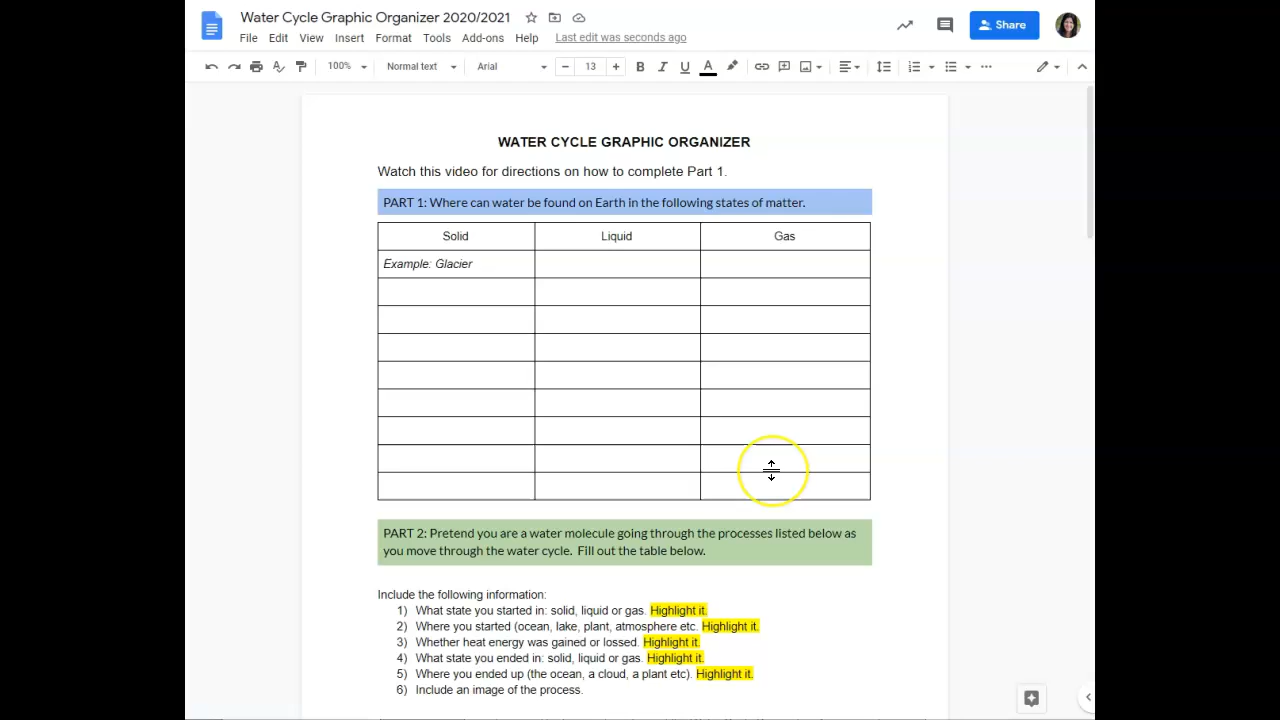 Water Cycle Graphic Organizer 2020/2021
File Edit View Insert Format Tools Add-ons Help Last edit was seconds ago
Share
100% Normal text Arial 13 B I U A
WATER CYCLE GRAPHIC ORGANIZER
Watch this video for directions on how to complete Part 1.
PART 1: Where can water be found on Earth in the following states of matter.
Solid Liquid Gas
Example: Glacier
PART 2: Pretend you are a water molecule going through the processes listed below as
you move through the water cycle. Fill out the table below.
Include the following information:
1) What state you started in: solid, liquid or gas. Highlight it.
2) Where you started (ocean, lake, plant, atmosphere etc. Highlight it.
3) Whether heat energy was gained or lossed. Highlight it.
4) What state you ended in: solid, liquid or gas. Highlight it.
5) Where you ended up (the ocean, a cloud, a plant etc). Highlight it.
6) Include an image of the process.